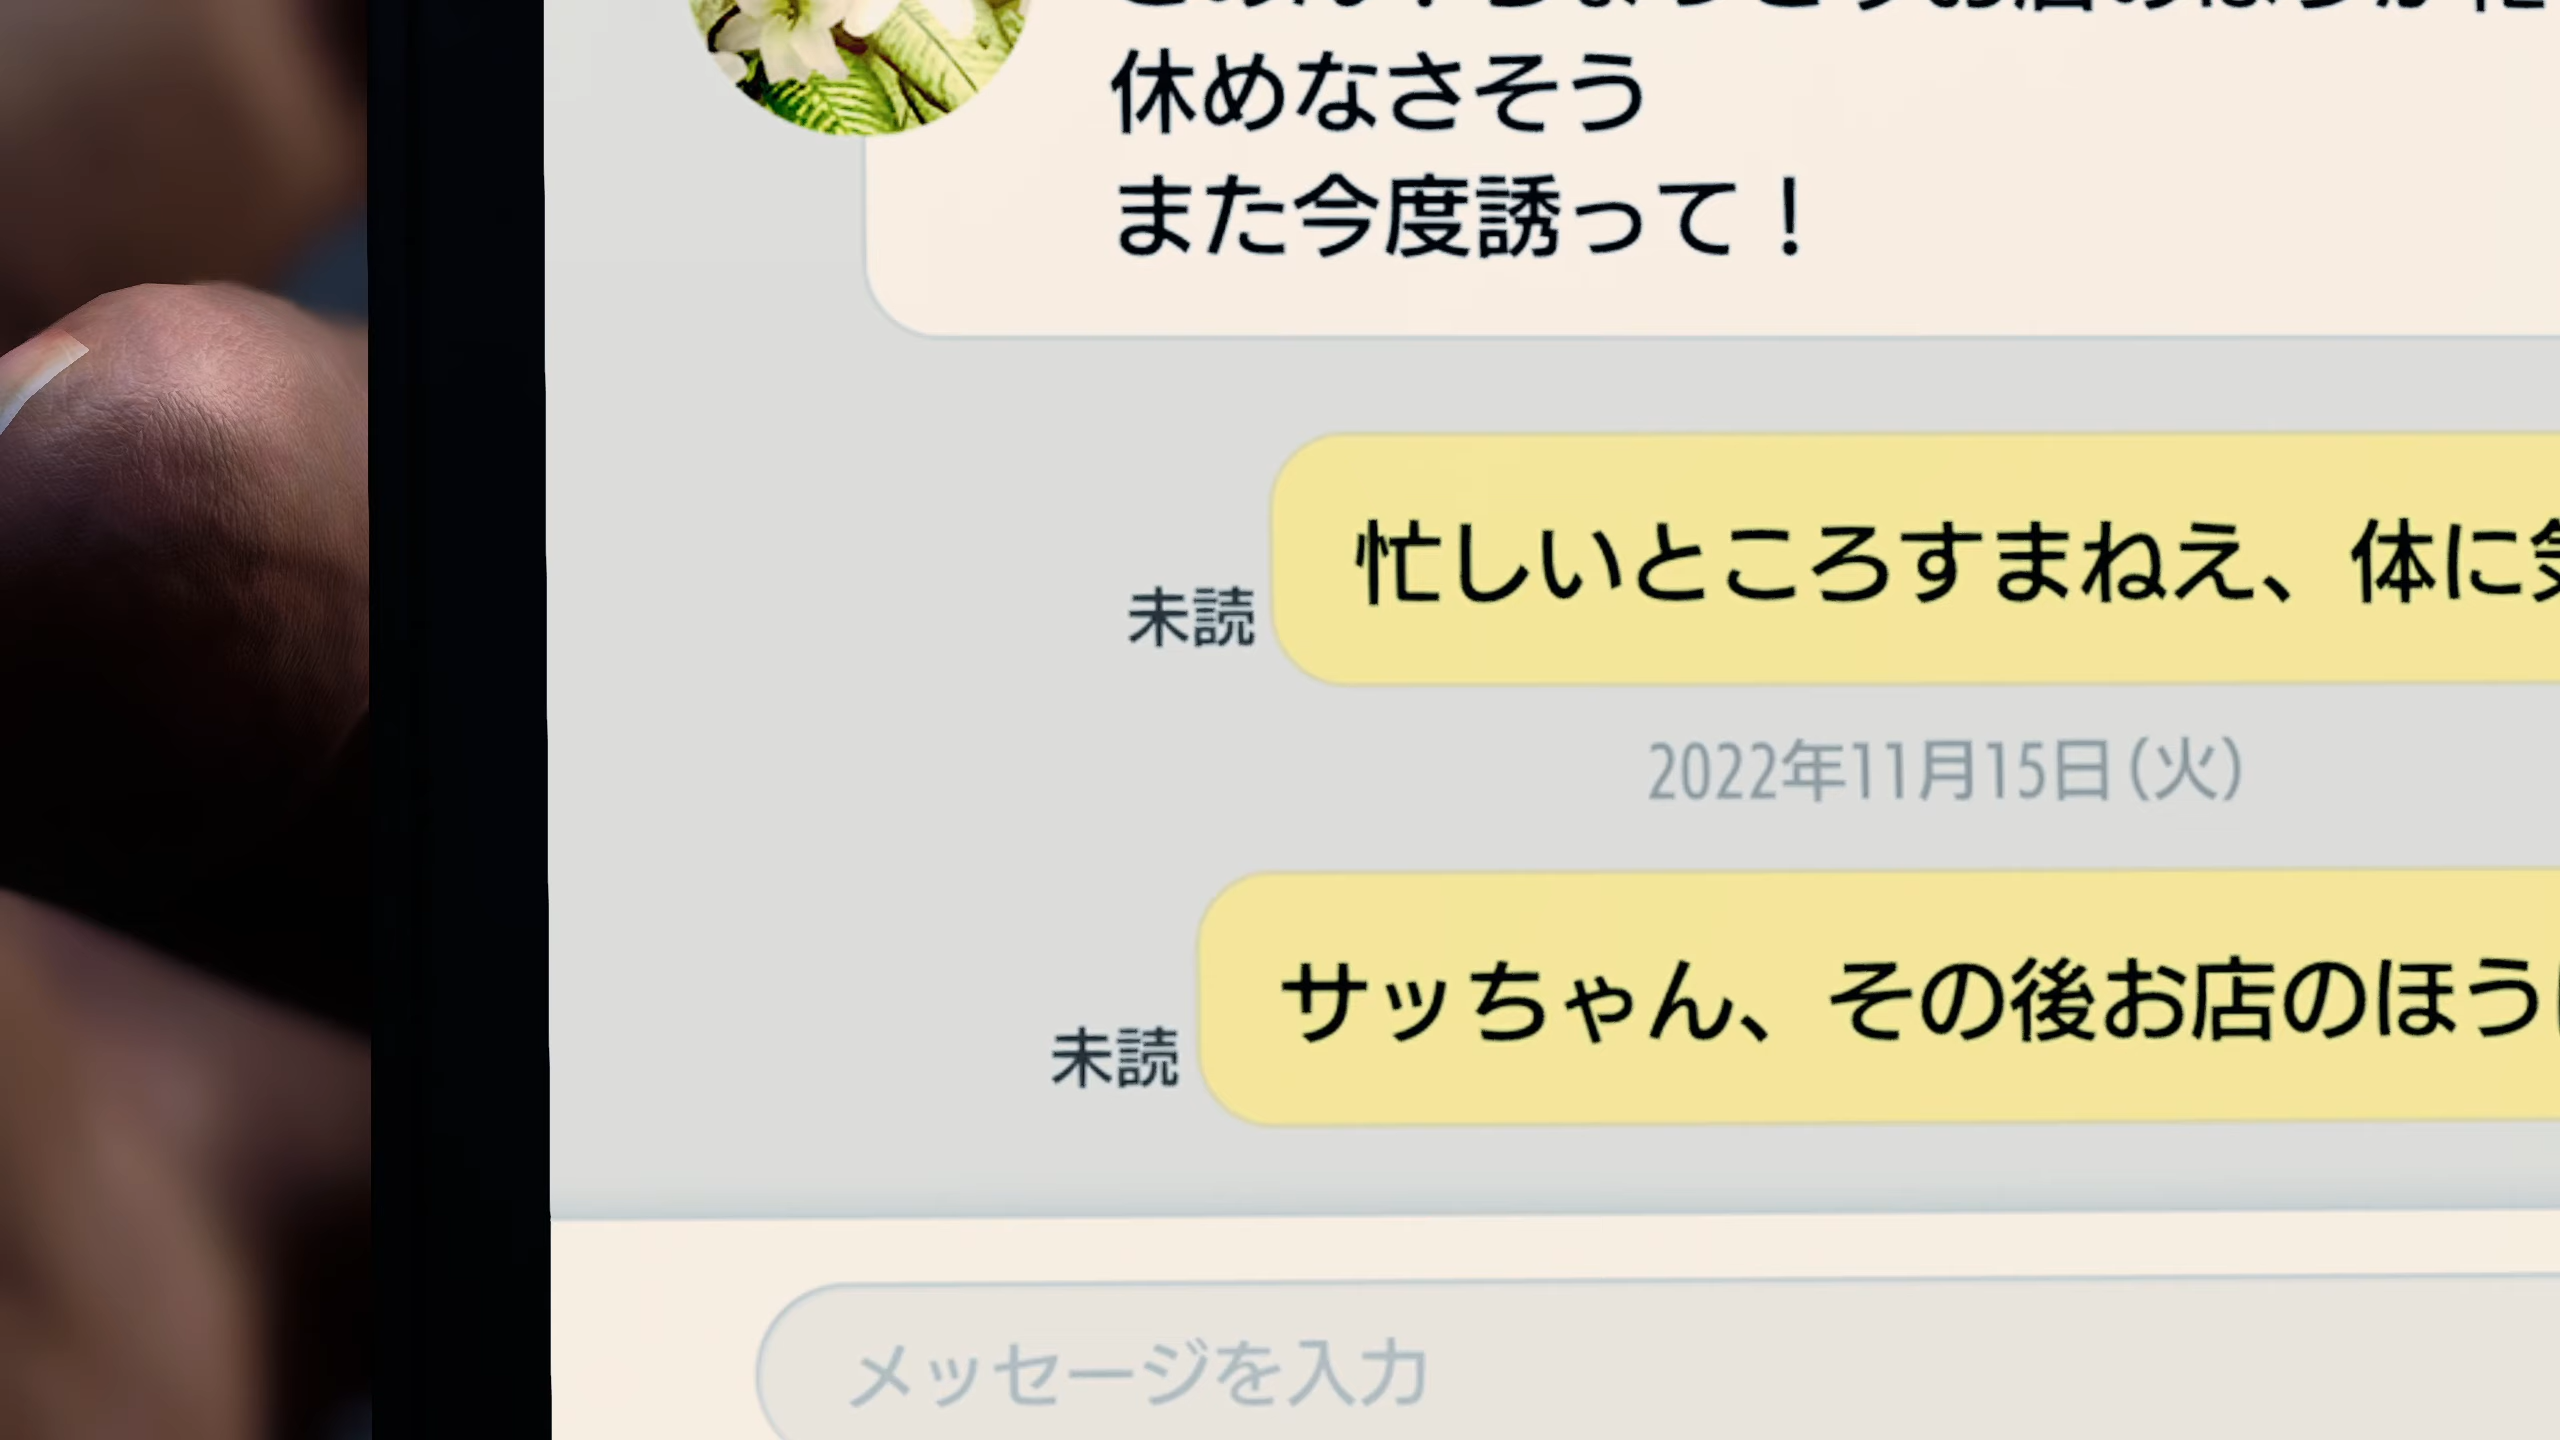 休めなさそう
また今度誘って！
忙しいところすまねえ、体に
未読
2022年11月15日（火）
サッちゃん、その後お店のほう
未読
メッセージを入力